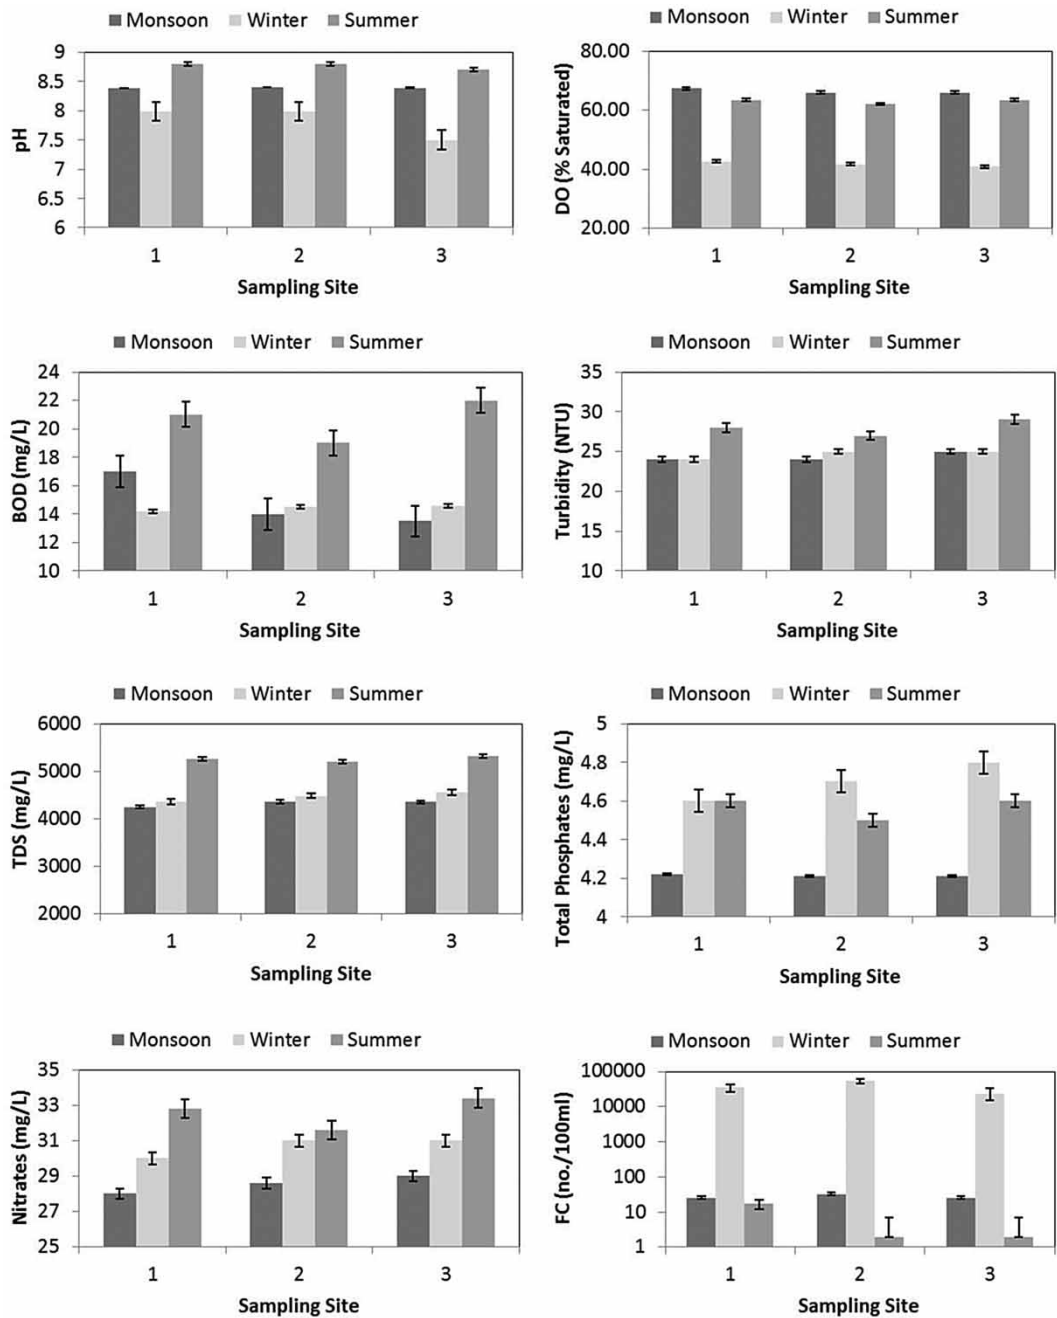 Monsoon Winter Summer
pH
9
8.5
8
7.5
7
6.5
6
1 2 3
Sampling Site
Monsoon Winter Summer
DO (% Saturated)
80.00
60.00
40.00
20.00
1 2 3
Sampling Site
Monsoon Winter Summer
BOD (mg/L)
24
22
20
18
16
14
12
10
1 2 3
Sampling Site
Monsoon Winter Summer
Turbidity (NTU)
35
30
25
20
15
10
1 2 3
Sampling Site
Monsoon Winter Summer
TDS (mg/L)
6000
5000
4000
3000
2000
1 2 3
Sampling Site
Monsoon Winter Summer
Total Phosphates (mg/L)
5
4.8
4.6
4.4
4.2
4
1 2 3
Sampling Site
Monsoon Winter Summer
Nitrates (mg/L)
35
33
31
29
27
25
1 2 3
Sampling Site
Monsoon Winter Summer
FC (no./100ml)
100000
10000
1000
100
10
1
1 2 3
Sampling Site